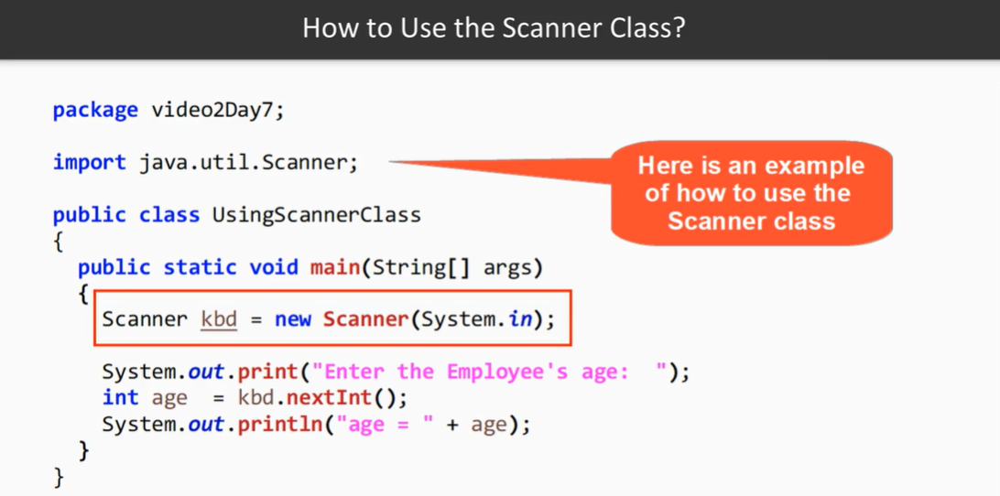 How to Use the Scanner Class?
package video2Day7;
import java.util.Scanner;
Here is an example
of how to use the
Scanner class
public class UsingScannerClass
{
public static void main(String[] args)
{
Scanner kbd = new Scanner(System.in);
System.out.print("Enter the Employee's age:  ");
int age  = kbd.nextInt();
System.out.println("age = " + age);
}
}